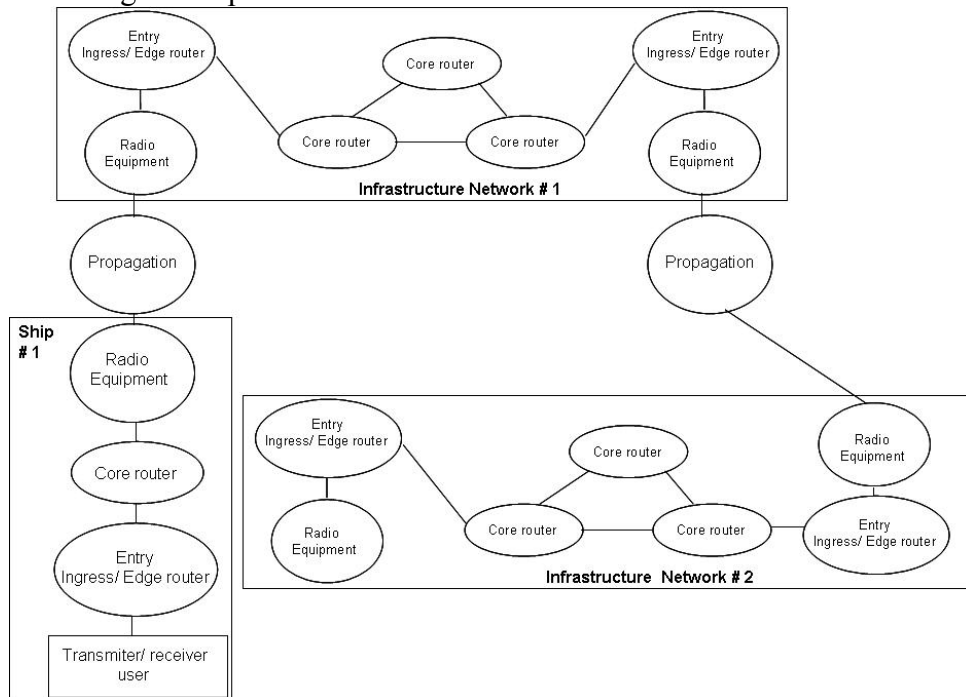 Entry
Ingress/ Edge router
Core router
Entry
Ingress/ Edge router
Radio
Equipment
Core router
Core router
Radio
Equipment
Infrastructure Network # 1
Propagation
Propagation
Ship
# 1
Radio
Equipment
Core router
Entry
Ingress/ Edge router
Transmiter/ receiver
user
Entry
Ingress/ Edge router
Core router
Radio
Equipment
Radio
Equipment
Core router
Core router
Entry
Ingress/ Edge router
Infrastructure Network # 2